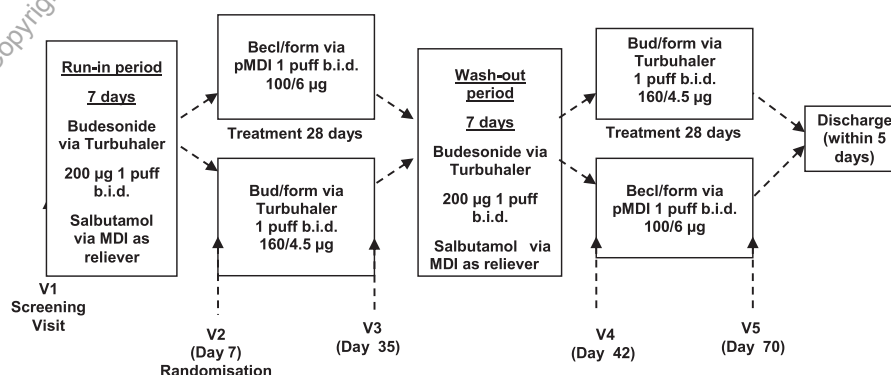 Copyright
Run-in period
7 days
Budesonide
via Turbuhaler
200 µg 1 puff
b.i.d.
Salbutamol
via MDI as
reliever
V1
Screening
Visit
Becl/form via
pMDI 1 puff b.i.d.
100/6 µg
Treatment 28 days
Bud/form via
Turbuhaler
1 puff b.i.d.
160/4.5 µg
V2
(Day 7)
Randomisation
V3
(Day 35)
Wash-out
period
7 days
Budesonide via
Turbuhaler
200 µg 1 puff
b.i.d.
Salbutamol via
MDI as reliever
Bud/form via
Turbuhaler
1 puff b.i.d.
160/4.5 µg
Treatment 28 days
Becl/form via
pMDI 1 puff b.i.d.
100/6 µg
V4
(Day 42)
V5
(Day 70)
Discharge
(within 5
days)